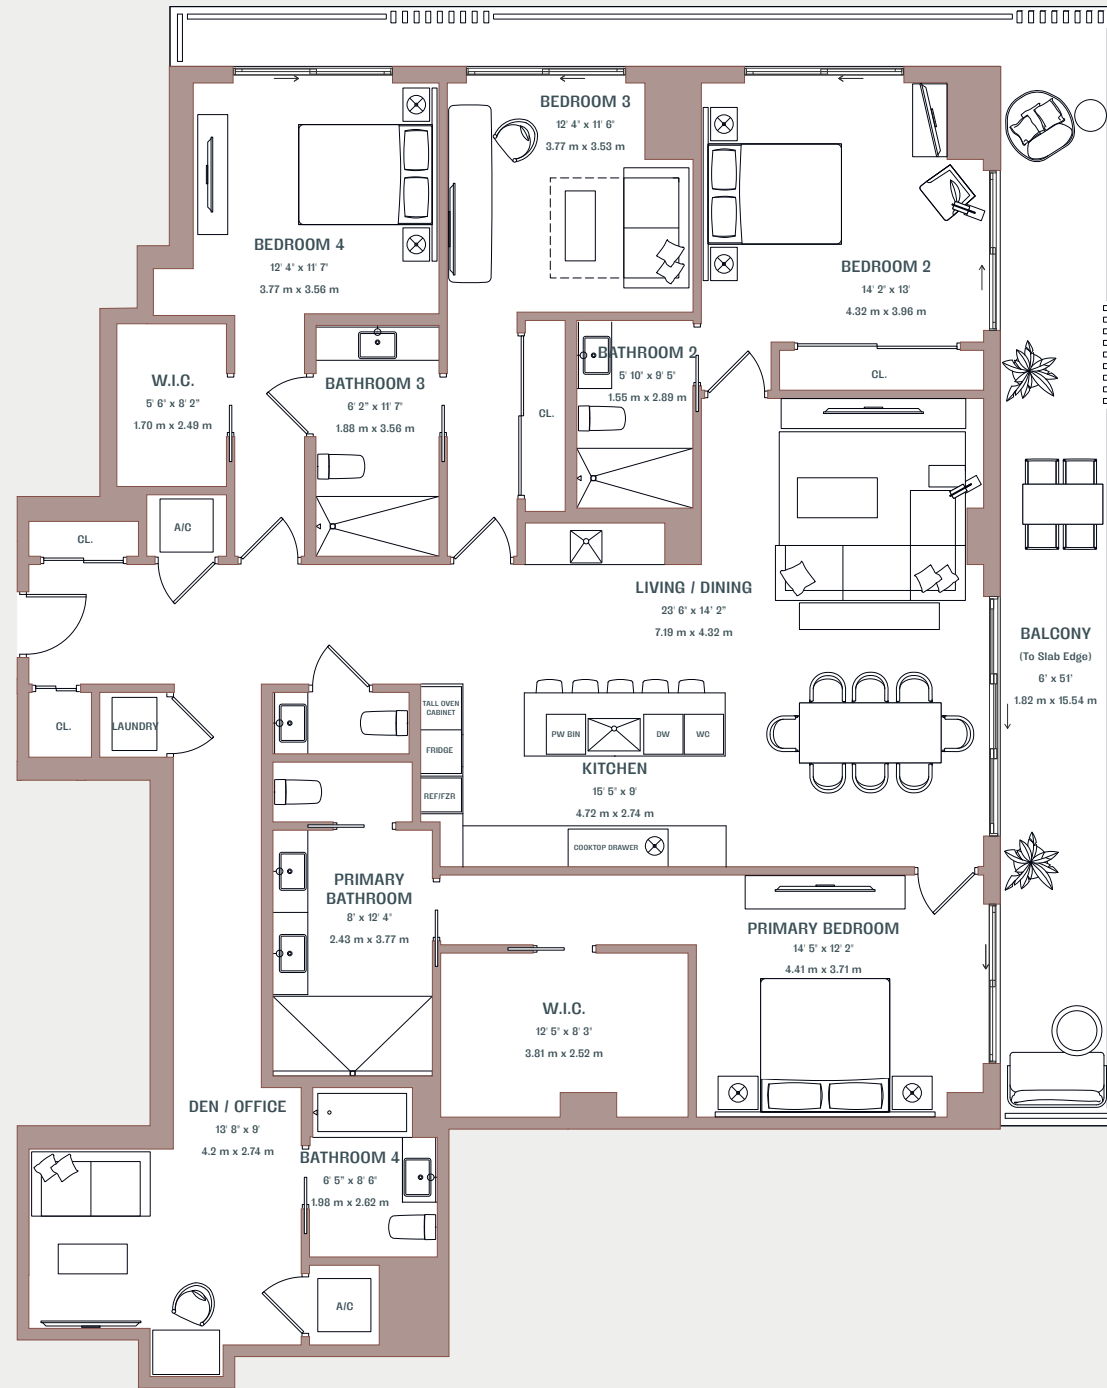 BEDROOM 3
12' 4" x 11' 6"
3.77 m x 3.53 m
BEDROOM 4
12' 4" x 11' 7"
3.77 m x 3.56 m
BEDROOM 2
14' 2" x 13'
4.32 m x 3.96 m
W.I.C.
5' 6" x 8' 2"
1.70 m x 2.49 m
BATHROOM 3
6' 2" x 11' 7"
1.88 m x 3.56 m
BATHROOM 2
5' 10" x 9' 5"
1.55 m x 2.89 m
CL.
CL.
A/C
CL.
LIVING / DINING
23' 6" x 14' 2"
7.19 m x 4.32 m
BALCONY
(To Slab Edge)
6' x 51'
1.82 m x 15.54 m
CL.
LAUNDRY
TALL OVEN
CABINET
FRIDGE
REF/FZR
PW BIN
DW
WC
KITCHEN
15' 5" x 9'
4.72 m x 2.74 m
COOKTOP DRAWER
PRIMARY
BATHROOM
8' x 12' 4"
2.43 m x 3.77 m
PRIMARY BEDROOM
14' 5" x 12' 2"
4.41 m x 3.71 m
W.I.C.
12' 5" x 8' 3"
3.81 m x 2.52 m
DEN / OFFICE
13' 8" x 9'
4.2 m x 2.74 m
BATHROOM 4
6' 5" x 8' 6"
1.98 m x 2.62 m
A/C